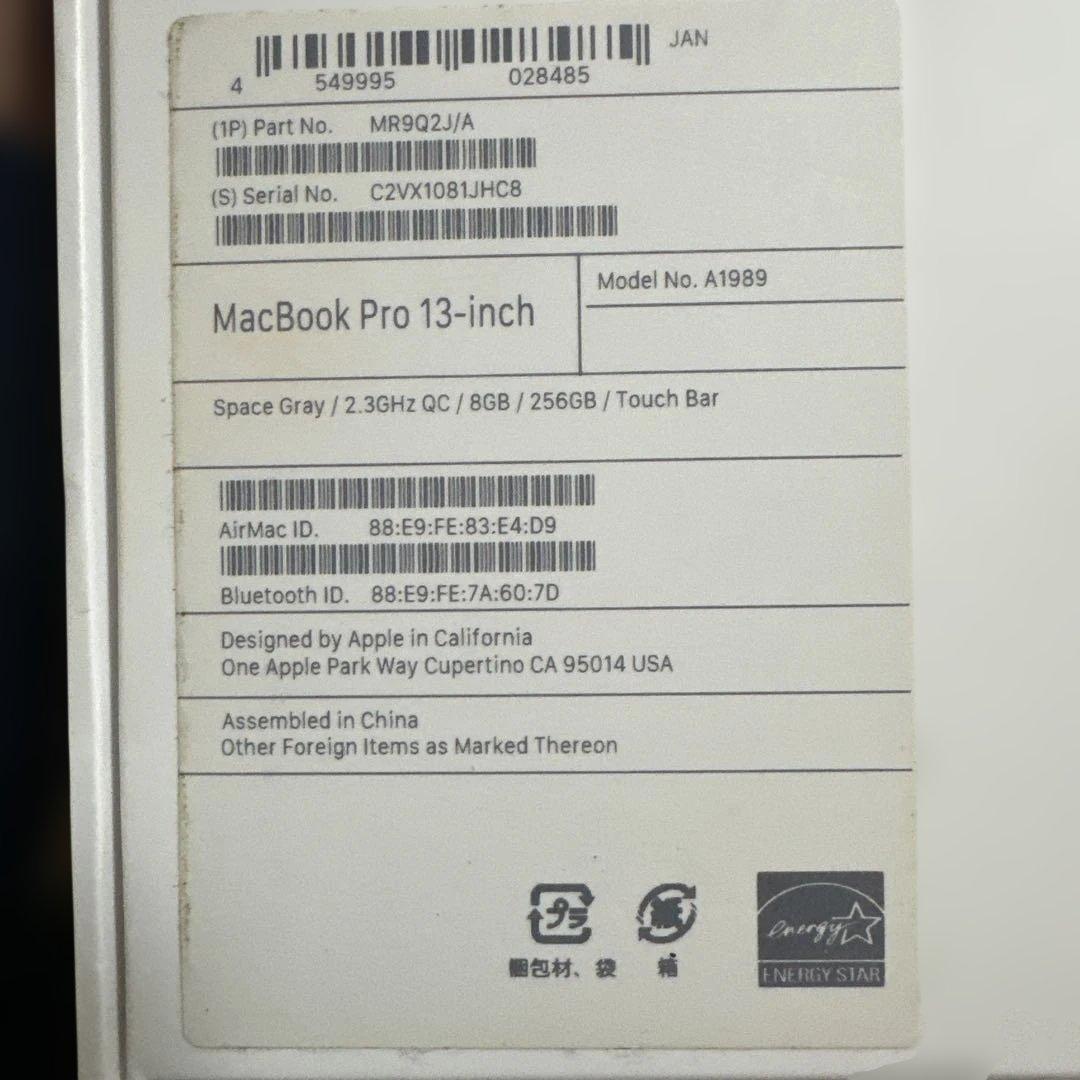 JAN
4 549995 028485
(1P) Part No. MR9Q2J/A
(S) Serial No. C2VX1081JHC8
MacBook Pro 13-inch
Model No. A1989
Space Gray / 2.3GHz QC / 8GB / 256GB / Touch Bar
AirMac ID. 88:E9:FE:83:E4:D9
Bluetooth ID. 88:E9:FE:7A:60:7D
Designed by Apple in California
One Apple Park Way Cupertino CA 95014 USA
Assembled in China
Other Foreign Items as Marked Thereon
プラ
紙
energy
梱包材、袋
箱
ENERGY STAR